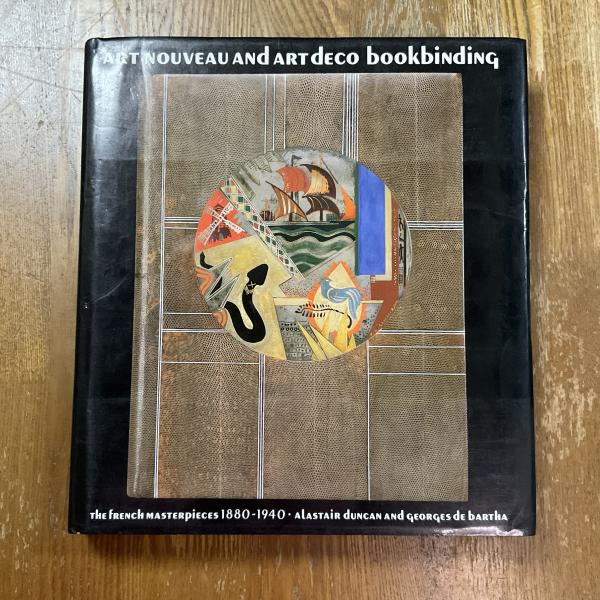 ART NOUVEAU AND ART deco bookbinding
The french masterpieces 1880-1940 · Alastair Duncan and Georges de Bartha